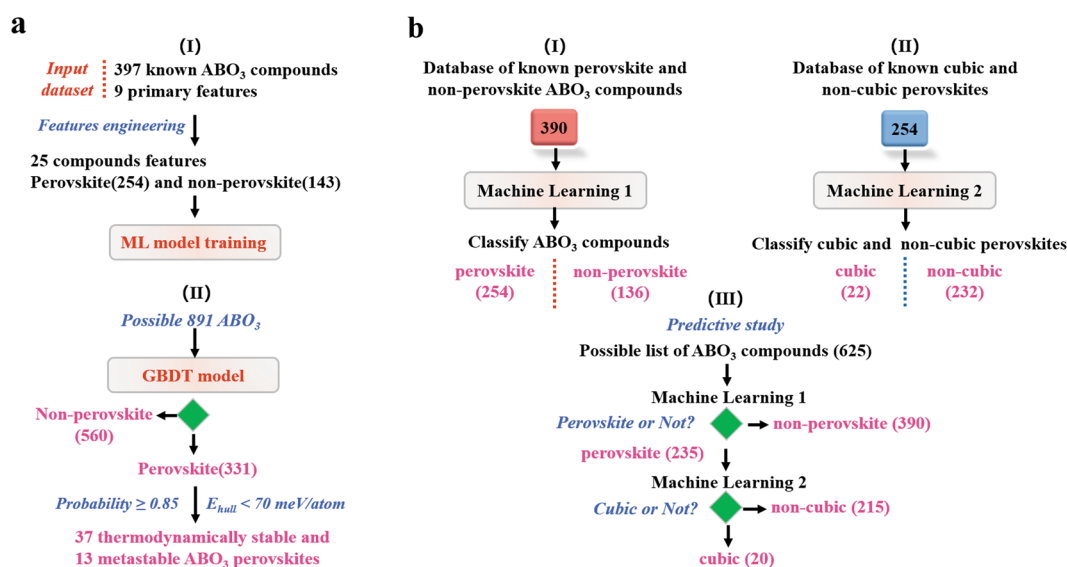 a
(I)
Input
dataset
397 known ABO₃ compounds
9 primary features
Features engineering
25 compounds features
Perovskite(254) and non-perovskite(143)
ML model training
(II)
Possible 891 ABO₃
GBDT model
Non-perovskite
(560)
Perovskite(331)
Probability ≥ 0.85
E_hull < 70 meV/atom
37 thermodynamically stable and
13 metastable ABO₃ perovskites
b
(I)
Database of known perovskite and
non-perovskite ABO₃ compounds
390
Machine Learning 1
Classify ABO₃ compounds
perovskite
(254)
non-perovskite
(136)
(II)
Database of known cubic and
non-cubic perovskites
254
Machine Learning 2
Classify cubic and non-cubic perovskites
cubic
(22)
non-cubic
(232)
(III)
Predictive study
Possible list of ABO₃ compounds (625)
Machine Learning 1
Perovskite or Not?
non-perovskite (390)
perovskite (235)
Machine Learning 2
Cubic or Not?
non-cubic (215)
cubic (20)